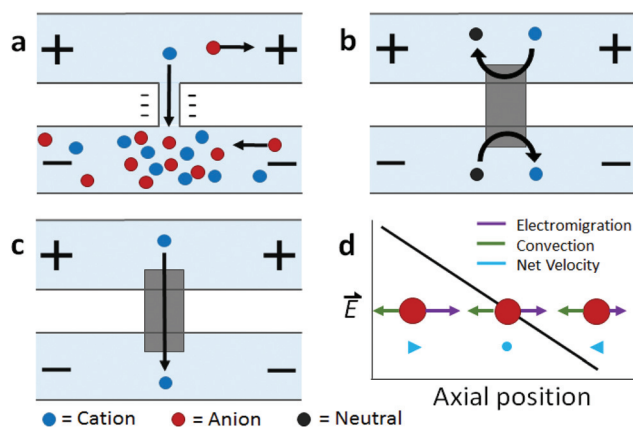 a
+ +
− −
b
+ +
− −
c
+ +
− −
d
Electromigration
Convection
Net Velocity
E
Axial position
= Cation = Anion = Neutral